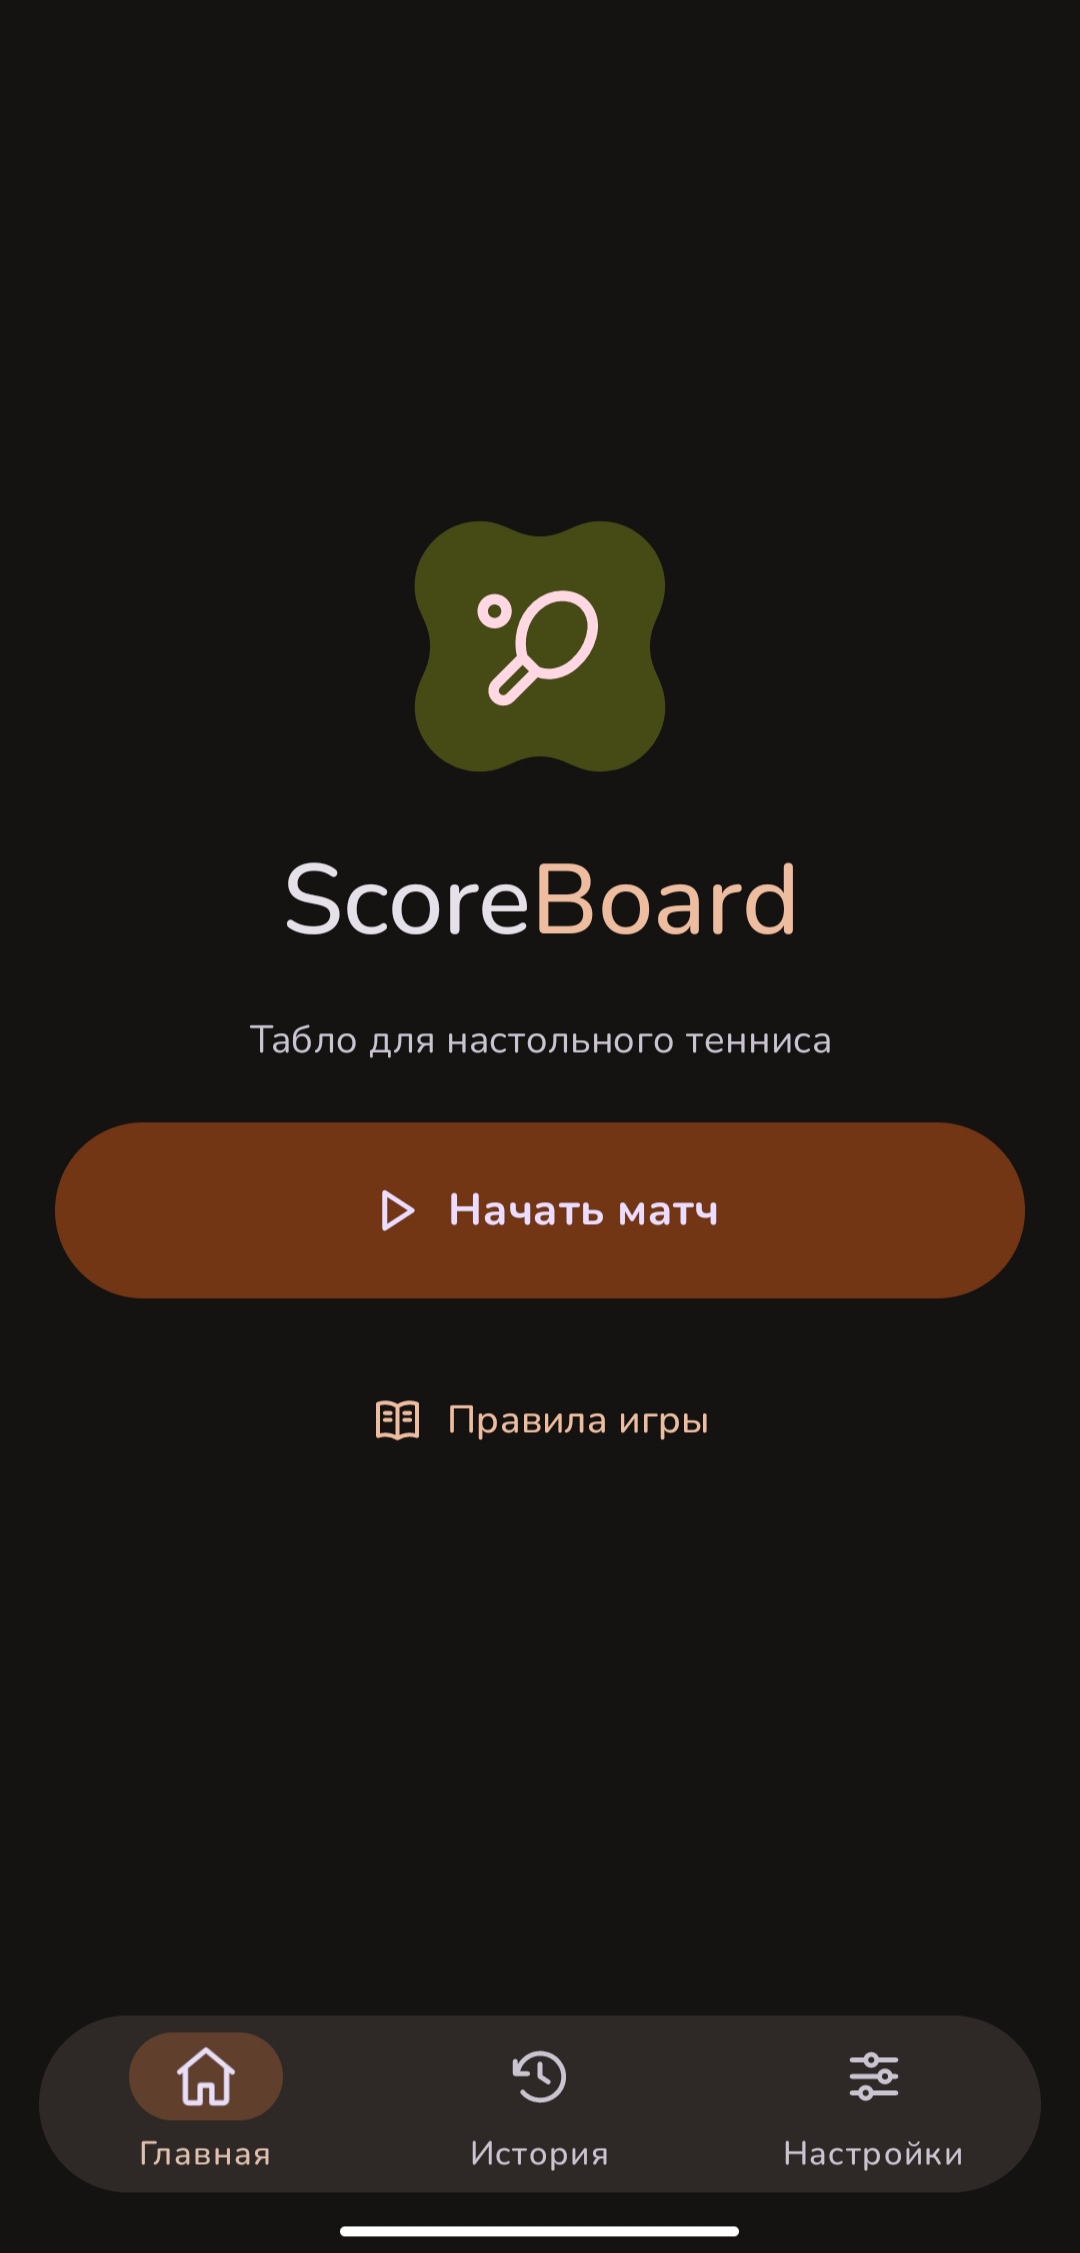 ScoreBoard
Табло для настольного тенниса
Начать матч
Правила игры
Главная
История
Настройки